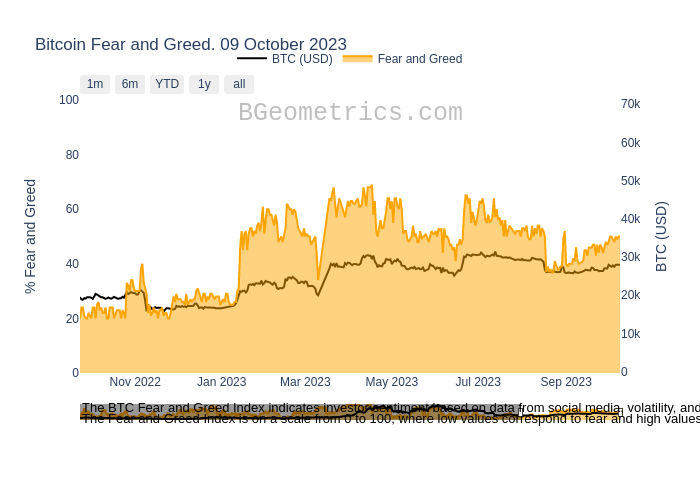 Bitcoin Fear and Greed. 09 October 2023
BTC (USD) Fear and Greed
1m 6m YTD 1y all
BGeometrics.com
100
80
60
40
20
0
% Fear and Greed
70k
60k
50k
40k
30k
20k
10k
0
BTC (USD)
Nov 2022 Jan 2023 Mar 2023 May 2023 Jul 2023 Sep 2023
The BTC Fear and Greed Index indicates investor sentiment based on data from social media, volatility, and
The Fear and Greed Index is on a scale from 0 to 100, where low values correspond to fear and high values